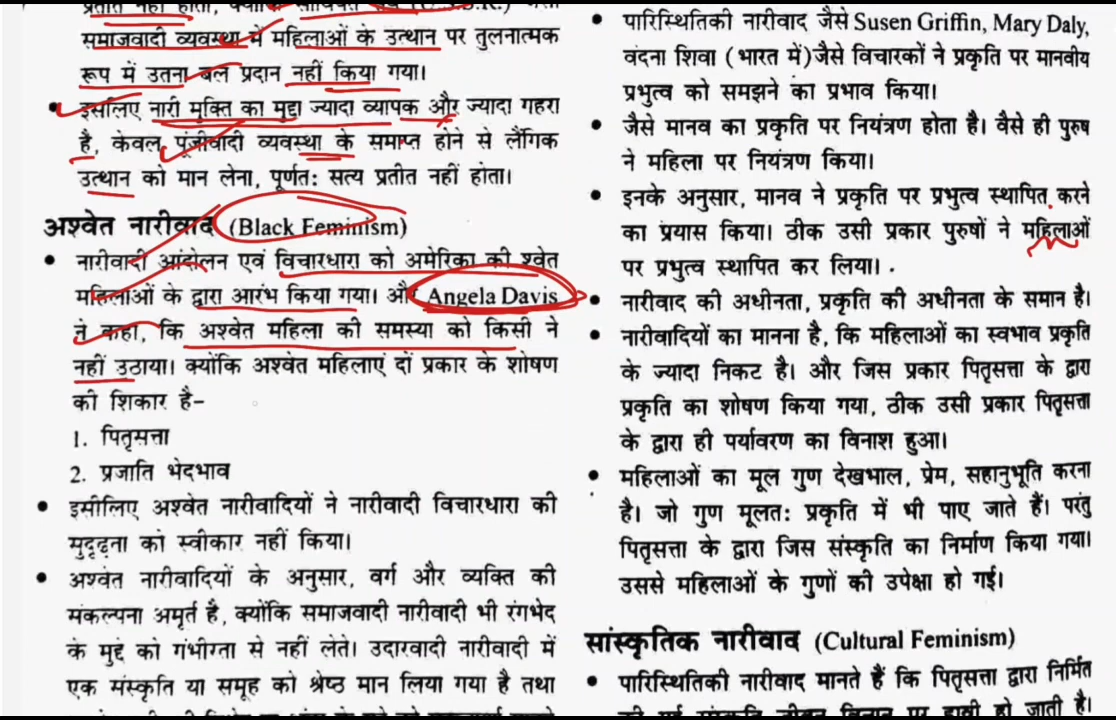 समाजवादी व्यवस्था में महिलाओं के उत्थान पर तुलनात्मक
रूप में उतना बल प्रदान नहीं किया गया।
• इसलिए नारी मुक्ति का मुद्दा ज्यादा व्यापक और ज्यादा गहरा
है, केवल पूंजीवादी व्यवस्था के समाप्त होने से लैंगिक
उत्थान को मान लेना, पूर्णत: सत्य प्रतीत नहीं होता।
अश्वेत नारीवाद (Black Feminism)
• नारीवादी आंदोलन एवं विचारधारा को अमेरिका की श्वेत
महिलाओं के द्वारा आरंभ किया गया। और Angela Davis
ने कहा, कि अश्वेत महिला की समस्या को किसी ने
नहीं उठाया। क्योंकि अश्वेत महिलाएं दो प्रकार के शोषण
की शिकार है–
1. पितृसत्ता
2. प्रजाति भेदभाव
• इसीलिए अश्वेत नारीवादियों ने नारीवादी विचारधारा की
को स्वीकार नहीं किया।
• अश्वेत नारीवादियों के अनुसार, वर्ग और व्यक्ति की
संकल्पना अमूर्त है, क्योंकि समाजवादी नारीवादी भी रंगभेद
के मुद्दे को गंभीरता से नहीं लेते। उदारवादी नारीवादी में
एक संस्कृति या समूह को श्रेष्ठ मान लिया गया है तथा
• पारिस्थितिकी नारीवाद जैसे Susen Griffin, Mary Daly,
वंदना शिवा (भारत में)जैसे विचारकों ने प्रकृति पर मानवीय
प्रभुत्व को समझने का प्रभाव किया।
• जैसे मानव का प्रकृति पर नियंत्रण होता है। वैसे ही पुरुष
ने महिला पर नियंत्रण किया।
• इनके अनुसार, मानव ने प्रकृति पर प्रभुत्व स्थापित करने
का प्रयास किया। ठीक उसी प्रकार पुरुषों ने महिलाओं
पर प्रभुत्व स्थापित कर लिया।
• नारीवाद की अधीनता, प्रकृति की अधीनता के समान है।
• नारीवादियों का मानना है, कि महिलाओं का स्वभाव प्रकृति
के ज्यादा निकट है। और जिस प्रकार पितृसत्ता के द्वारा
प्रकृति का शोषण किया गया, ठीक उसी प्रकार पितृसत्ता
के द्वारा ही पर्यावरण का विनाश हुआ।
• महिलाओं का मूल गुण देखभाल, प्रेम, सहानुभूति करना
है। जो गुण मूलत: प्रकृति में भी पाए जाते हैं। परंतु
पितृसत्ता के द्वारा जिस संस्कृति का निर्माण किया गया।
उससे महिलाओं के गुणों की उपेक्षा हो गई।
सांस्कृतिक नारीवाद (Cultural Feminism)
• पारिस्थितिकी नारीवाद मानते हैं कि पितृसत्ता द्वारा निर्मित